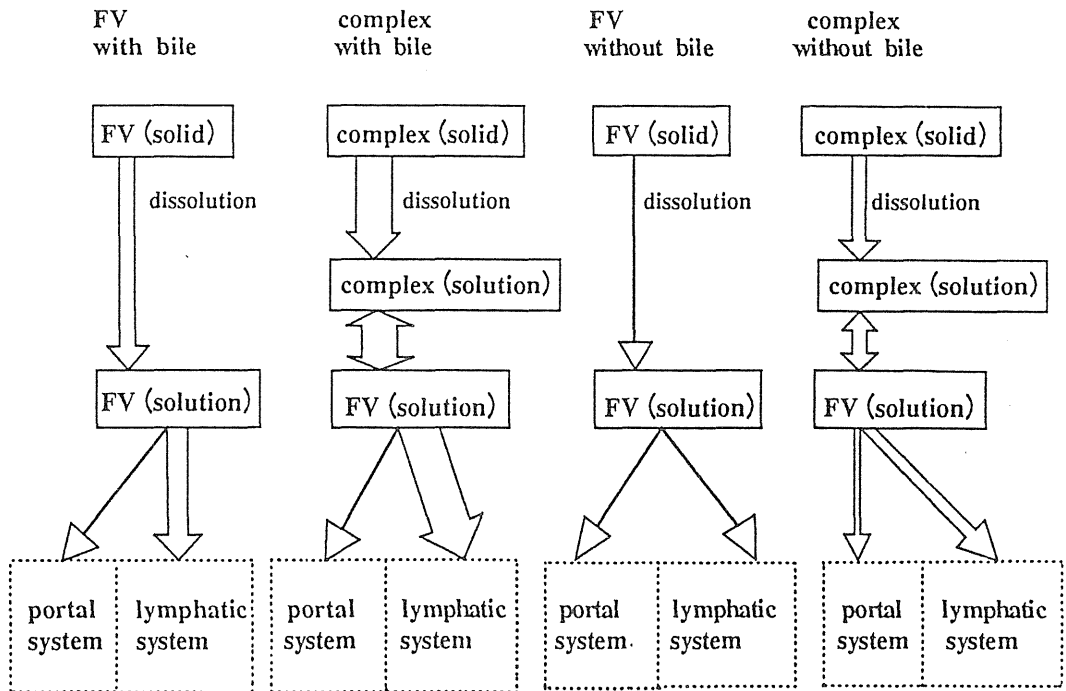 FV
with bile
complex
with bile
FV
without bile
complex
without bile
FV (solid)
complex (solid)
FV (solid)
complex (solid)
dissolution
dissolution
dissolution
dissolution
complex (solution)
complex (solution)
FV (solution)
FV (solution)
FV (solution)
FV (solution)
portal
system
lymphatic
system
portal
system
lymphatic
system
portal
system.
lymphatic
system
portal
system
lymphatic
system